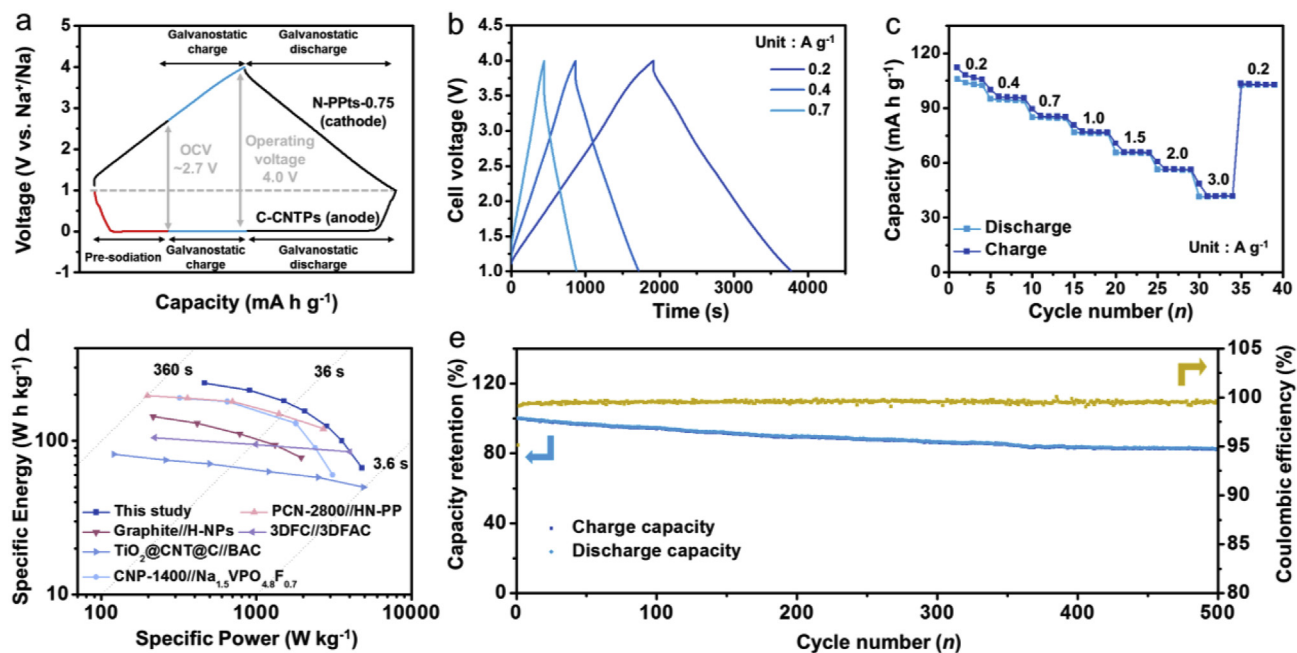 a
Voltage (V vs. Na⁺/Na)
5
4
3
2
1
0
-1
Galvanostatic
charge
Galvanostatic
discharge
N-PPts-0.75
(cathode)
OCV
~2.7 V
Operating
voltage
4.0 V
C-CNTPs (anode)
Pre-sodiation
Galvanostatic
charge
Galvanostatic
discharge
Capacity (mA h g⁻¹)
b
Cell voltage (V)
4.5
4.0
3.5
3.0
2.5
2.0
1.5
1.0
Unit : A g⁻¹
0.2
0.4
0.7
0 1000 2000 3000 4000
Time (s)
c
Capacity (mA h g⁻¹)
120
90
60
30
0
0.2
0.4
0.7
1.0
1.5
2.0
3.0
0.2
Discharge
Charge
Unit : A g⁻¹
0 5 10 15 20 25 30 35 40
Cycle number (n)
d
Specific Energy (W h kg⁻¹)
100
10
360 s
36 s
3.6 s
This study
PCN-2800//HN-PP
Graphite//H-NPs
3DFC//3DFAC
TiO₂@CNT@C//BAC
CNP-1400//Na₁.₅VPO₄.₈F₀.₇
100 1000 10000
Specific Power (W kg⁻¹)
e
Capacity retention (%)
120
80
40
0
Charge capacity
Discharge capacity
105
100
95
90
85
80
Coulombic efficiency (%)
0 100 200 300 400 500
Cycle number (n)